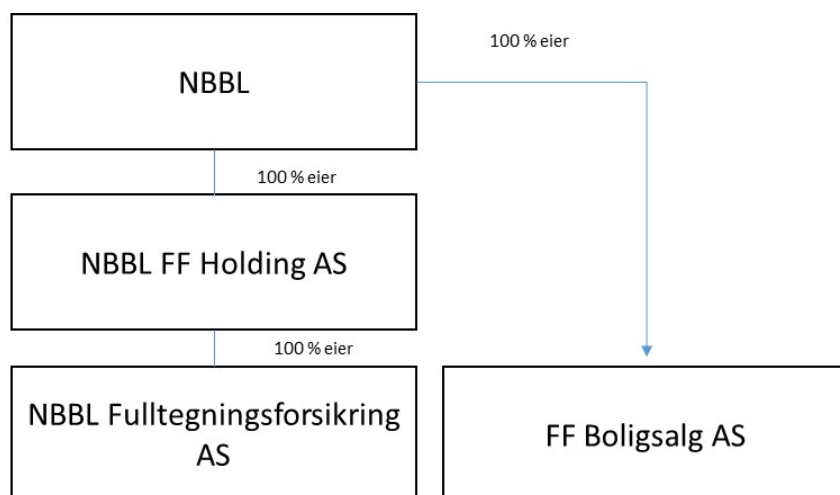 100 % eier
NBBL
100 % eier
NBBL FF Holding AS
100 % eier
NBBL Fulltegningsforsikring
AS
FF Boligsalg AS